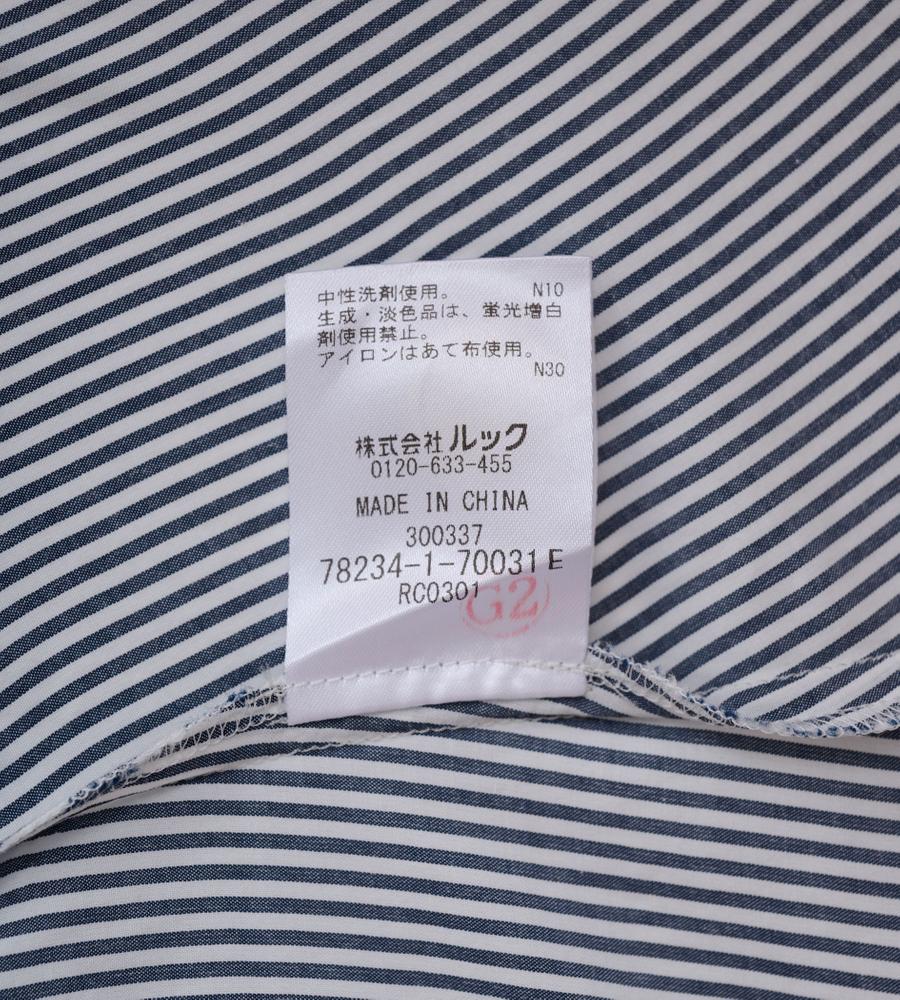 中性洗剤使用。 N10
生成・淡色品は、蛍光増白
剤使用禁止。
アイロンはあて布使用。
N30
株式会社ルック
0120-633-455
MADE IN CHINA
300337
78234-1-70031 E
RC0301
G2